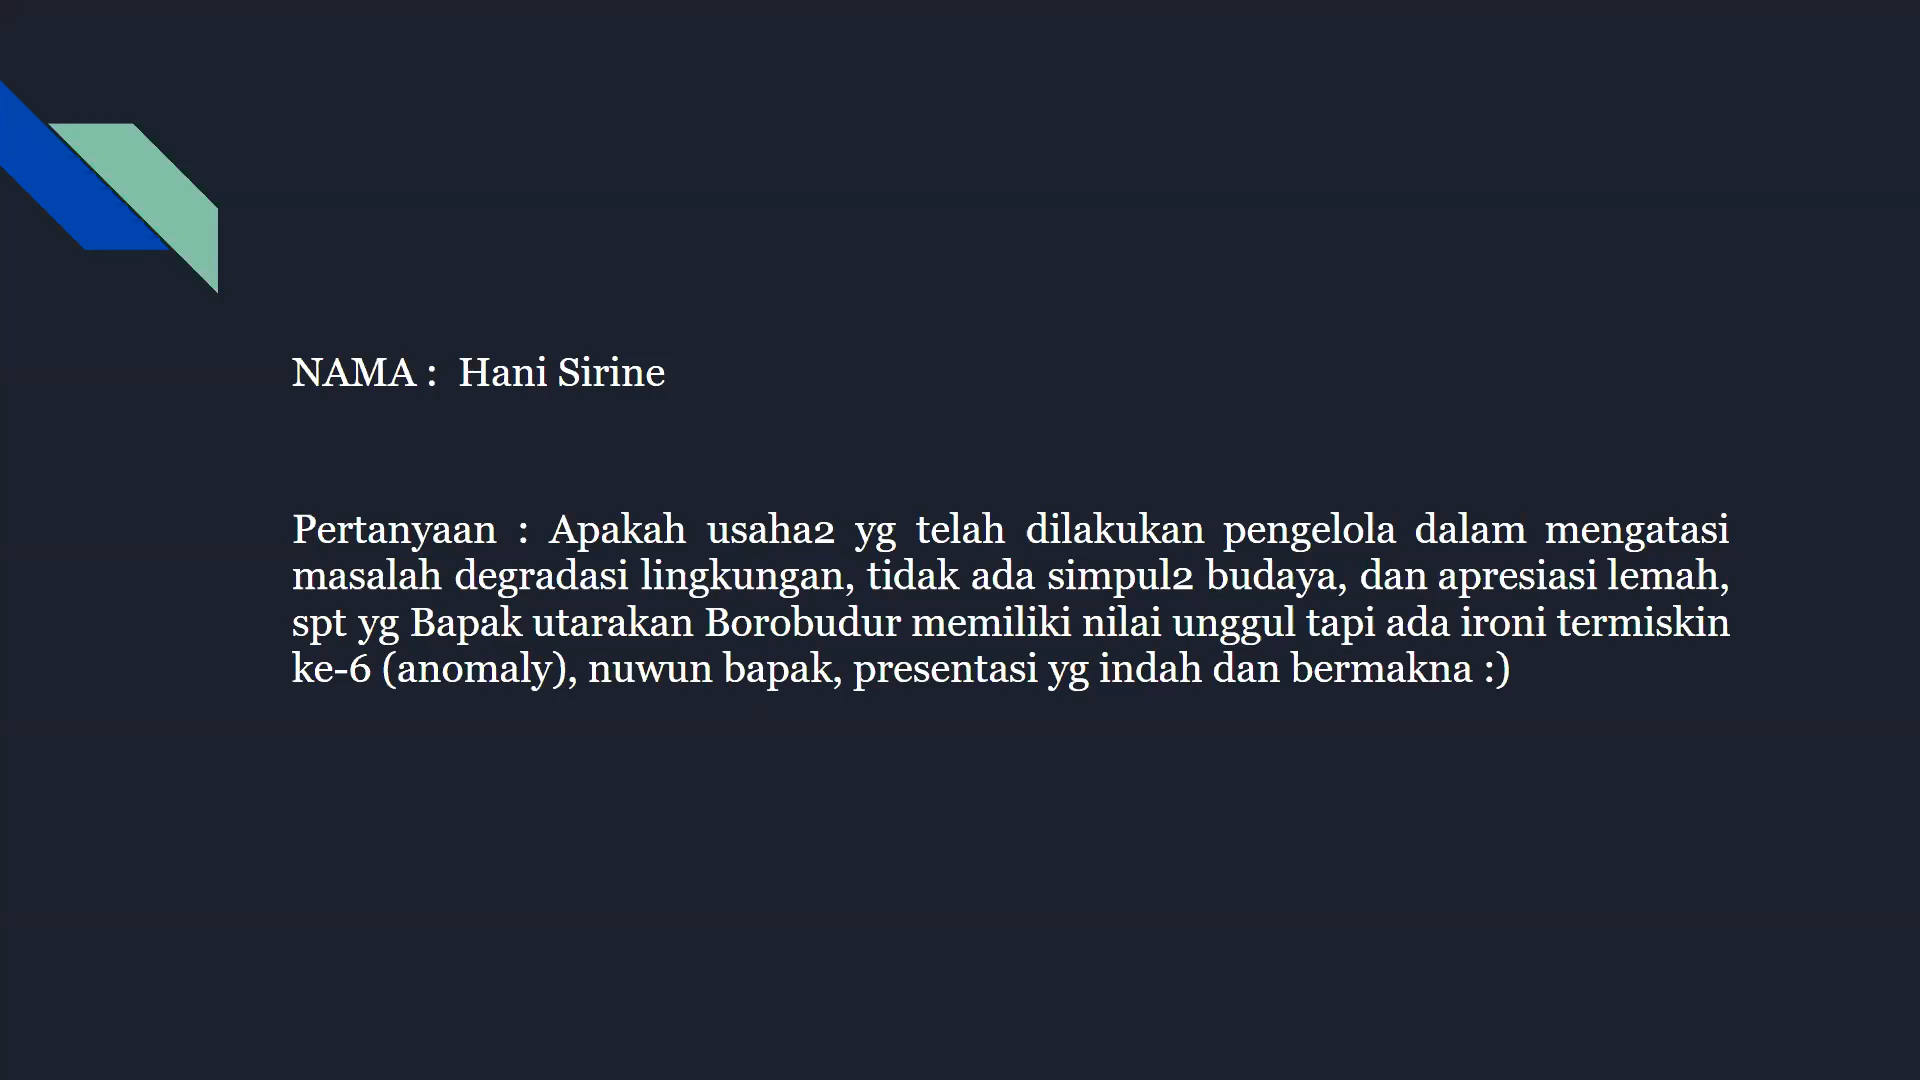 NAMA : Hani Sirine
Pertanyaan : Apakah usaha2 yg telah dilakukan pengelola dalam mengatasi
masalah degradasi lingkungan, tidak ada simpul2 budaya, dan apresiasi lemah,
spt yg Bapak utarakan Borobudur memiliki nilai unggul tapi ada ironi termiskin
ke-6 (anomaly), nuwun bapak, presentasi yg indah dan bermakna :)